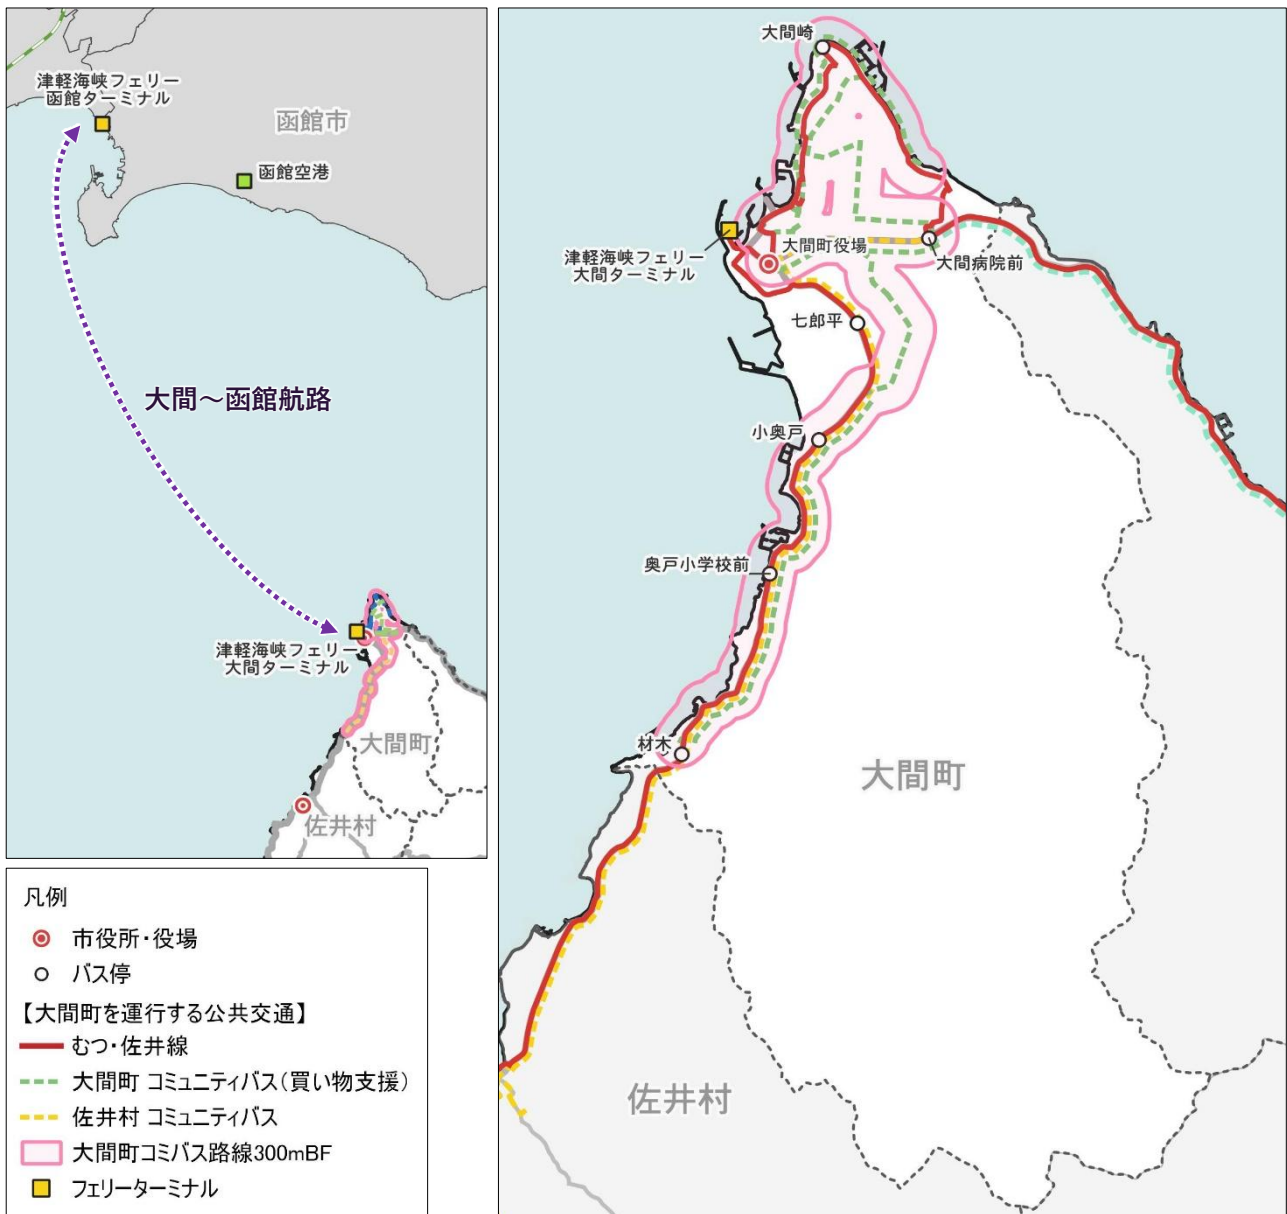 津軽海峡フェリー
函館ターミナル
函館市
函館空港
大間～函館航路
津軽海峡フェリー
大間ターミナル
大間町
佐井村
大間崎
津軽海峡フェリー
大間ターミナル
大間町役場
大間病院前
七郎平
小奥戸
奥戸小学校前
材木
大間町
佐井村
凡例
市役所・役場
バス停
【大間町を運行する公共交通】
むつ・佐井線
大間町 コミュニティバス(買い物支援)
佐井村 コミュニティバス
大間町コミバス路線300mBF
フェリーターミナル